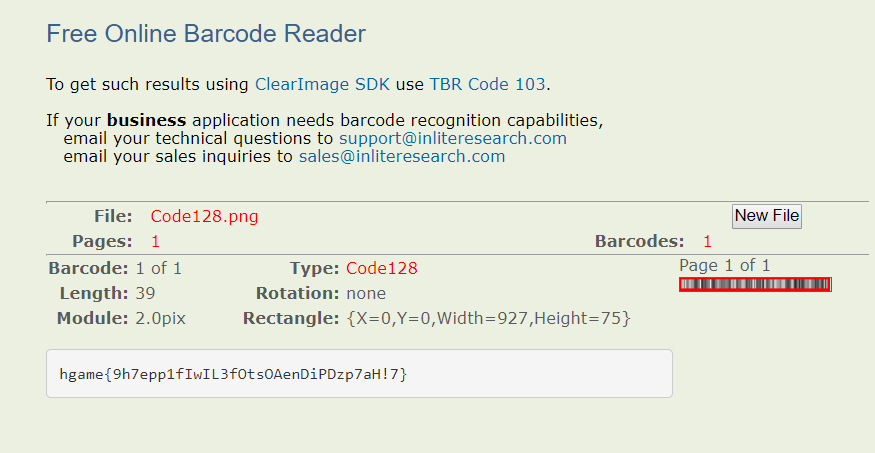 Free Online Barcode Reader
To get such results using ClearImage SDK use TBR Code 103.
If your business application needs barcode recognition capabilities,
email your technical questions to support@inliteresearch.com
email your sales inquiries to sales@inliteresearch.com
File: Code128.png New File
Pages: 1 Barcodes: 1
Barcode: 1 of 1 Type: Code128 Page 1 of 1
Length: 39 Rotation: none
Module: 2.0pix Rectangle: {X=0,Y=0,Width=927,Height=75}
hgame{9h7epp1fIwIL3fOtsOAenDiPDzp7aH!7}